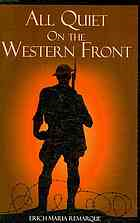 ALL QUIET
ON THE
WESTERN FRONT
ERICH MARIA REMARQUE